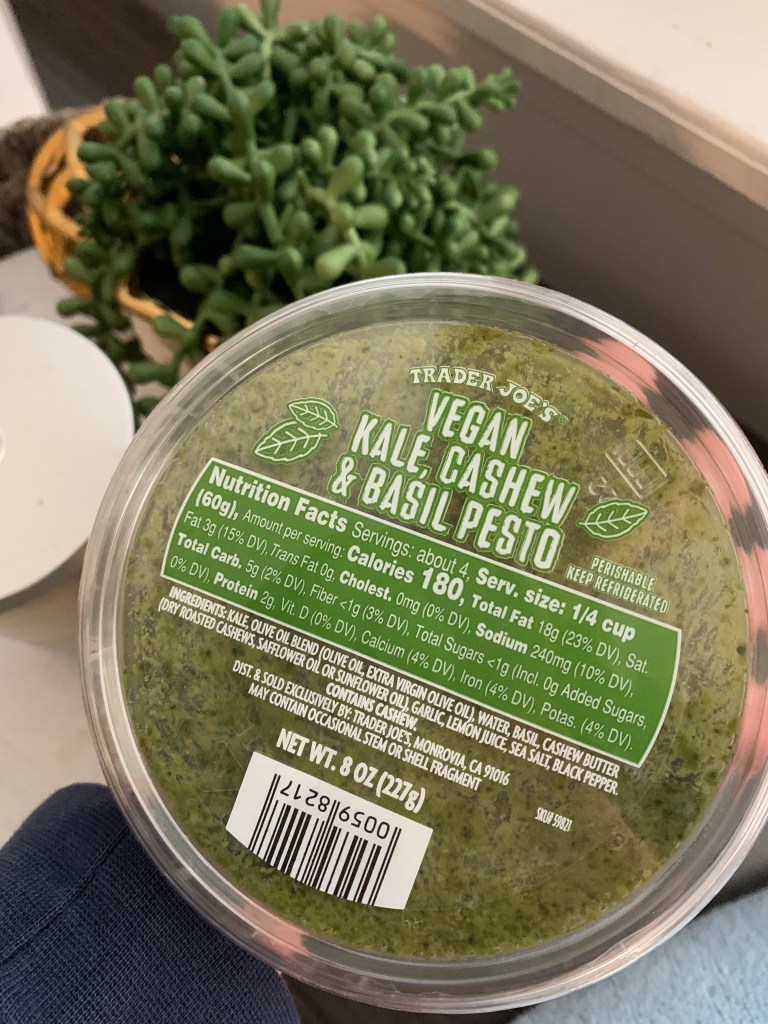 TRADER JOE'S®
VEGAN
KALE, CASHEW
& BASIL PESTO
PERISHABLE
KEEP REFRIGERATED
Nutrition Facts Servings: about 4, Serv. size: 1/4 cup
(60g), Amount per serving: Calories 180, Total Fat 18g (23% DV), Sat.
Fat 3g (15% DV), Trans Fat 0g, Cholest. 0mg (0% DV), Sodium 240mg (10% DV),
Total Carb. 5g (2% DV), Fiber <1g (3% DV), Total Sugars <1g (Incl. 0g Added Sugars,
0% DV), Protein 2g, Vit. D (0% DV), Calcium (4% DV), Iron (4% DV), Potas. (4% DV).
INGREDIENTS: KALE, OLIVE OIL BLEND (OLIVE OIL, EXTRA VIRGIN OLIVE OIL), WATER, BASIL, CASHEW BUTTER
(DRY ROASTED CASHEWS, SAFFLOWER OIL OR SUNFLOWER OIL), GARLIC, LEMON JUICE, SEA SALT, BLACK PEPPER.
CONTAINS CASHEW.
DIST. & SOLD EXCLUSIVELY BY: TRADER JOE'S, MONROVIA, CA 91016
MAY CONTAIN OCCASIONAL STEM OR SHELL FRAGMENT
NET WT. 8 OZ (227g)
SKU# 59821
0059 8217